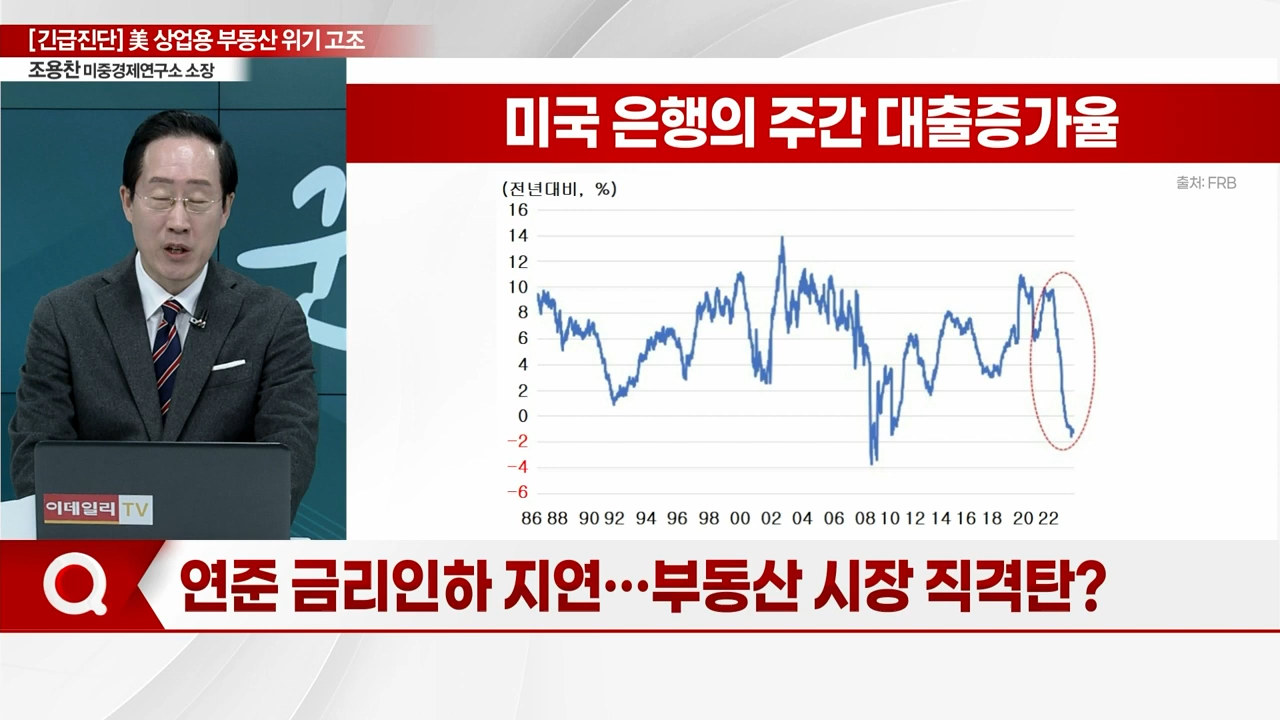 [긴급진단] 美 상업용 부동산 위기 고조
조용찬 미중경제연구소 소장
미국 은행의 주간 대출증가율
(전년대비, %)
출처: FRB
16
14
12
10
8
6
4
2
0
-2
-4
-6
86 88 90 92 94 96 98 00 02 04 06 08 10 12 14 16 18 20 22
이데일리 TV
Q 연준 금리인하 지연…부동산 시장 직격탄?